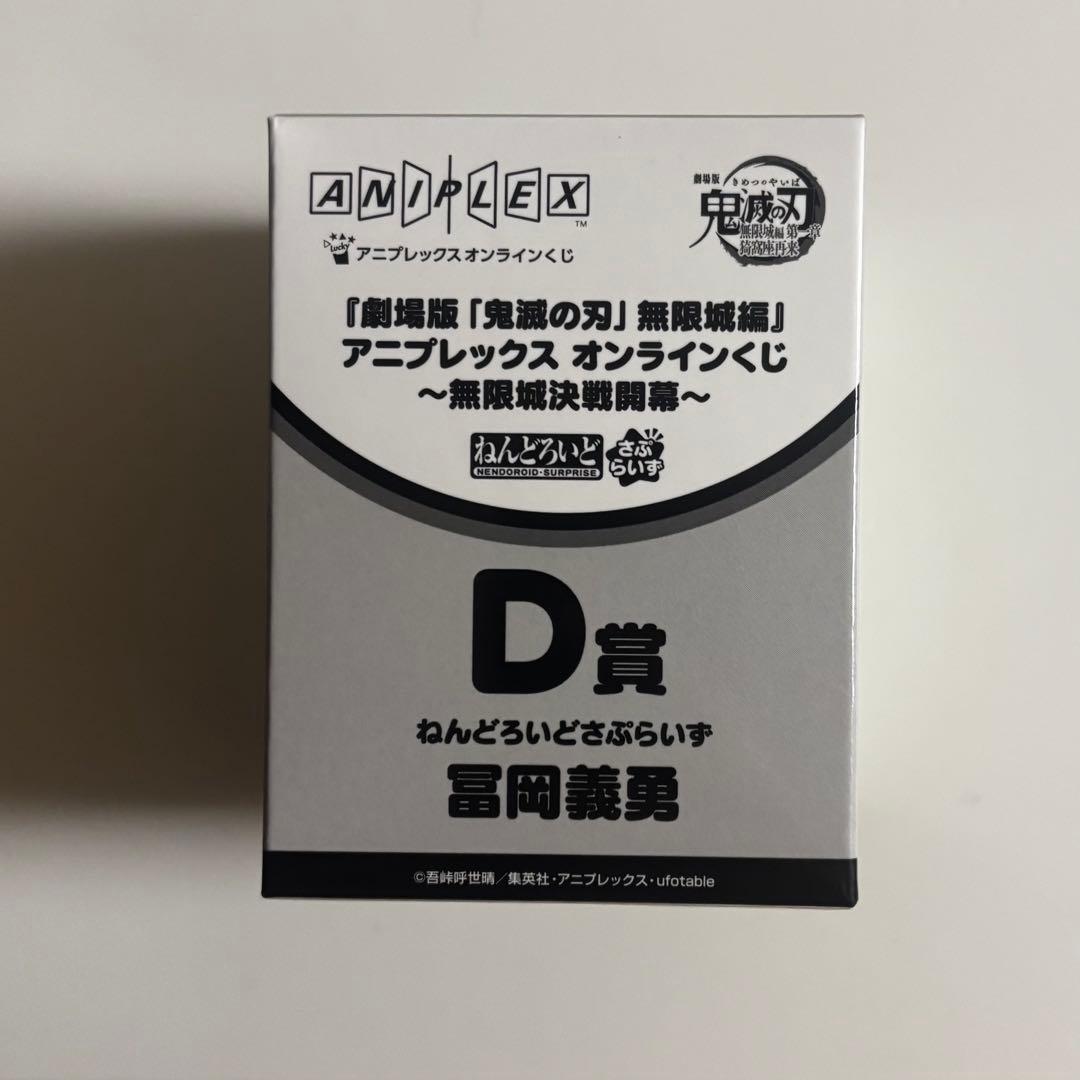 ANIPLEX™
Lucky
アニプレックス オンラインくじ
劇場版
きめつのやいば
鬼滅の刃
無限城編 第一章
猗窩座再来
『劇場版「鬼滅の刃」無限城編』
アニプレックス オンラインくじ
～無限城決戦開幕～
ねんどろいど
NENDOROID・SURPRISE
さぷ
らいず
D賞
ねんどろいどさぷらいず
冨岡義勇
©吾峠呼世晴／集英社・アニプレックス・ufotable